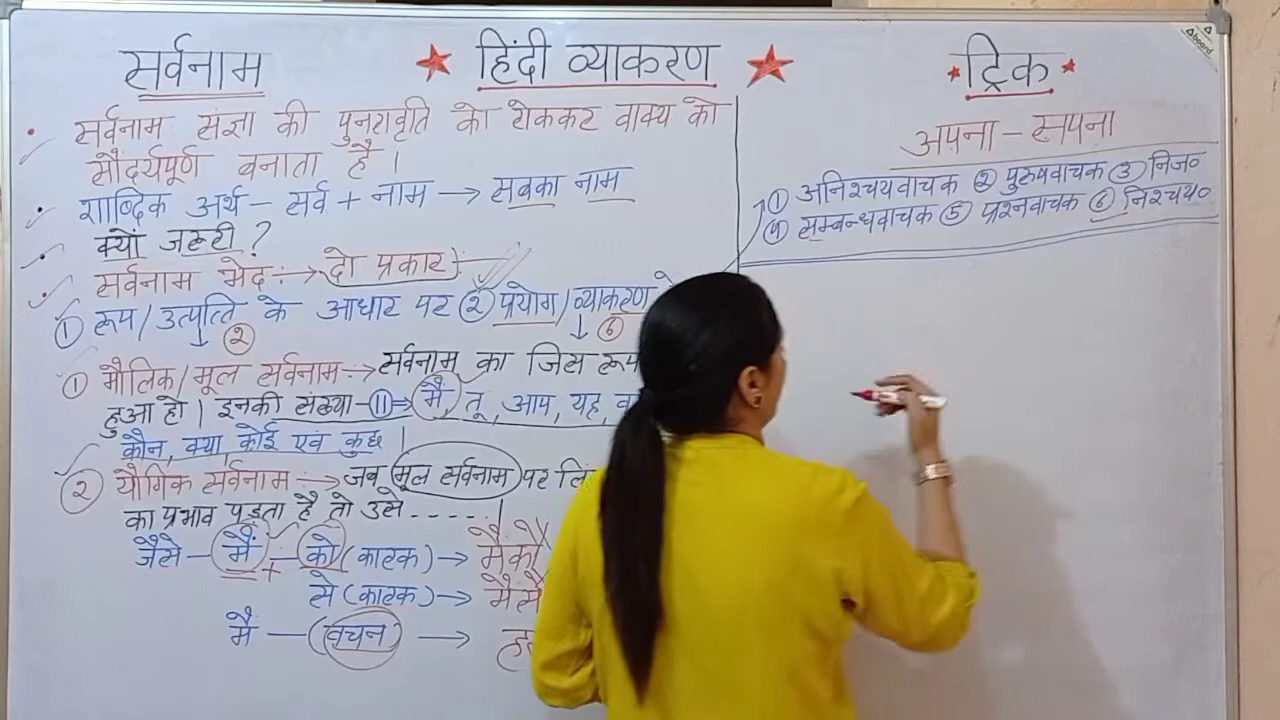 सर्वनाम
हिंदी व्याकरण
ट्रिक
सर्वनाम संज्ञा की पुनरावृति को रोककर वाक्य को
सौंदर्यपूर्ण बनाता है।
शाब्दिक अर्थ - सर्व + नाम → सबका नाम
क्यों जरूरी ?
सर्वनाम भेद :→ दो प्रकार) :-
① रूप/उत्पत्ति के आधार पर ② प्रयोग/व्याकरण
↓ ② ↓ ⑥
① मौलिक/मूल सर्वनाम :→ सर्वनाम का जिस रूप
हुआ हो। इनकी संख्या - ⑪ ⇒ मैं, तू, आप, यह,
कौन, क्या, कोई एवं कुछ।
② यौगिक सर्वनाम :→ जब मूल सर्वनाम पर
का प्रभाव पड़ता है तो उसे - - - - - ।
जैसे - मैं + को (कारक) → मैंको
से (कारक) → मैंसे
मैं — (वचन) →
अपना - सपना
① अनिश्चयवाचक ② पुरुषवाचक ③ निज०
④ सम्बन्धवाचक ⑤ प्रश्नवाचक ⑥ निश्चय०
Aboard